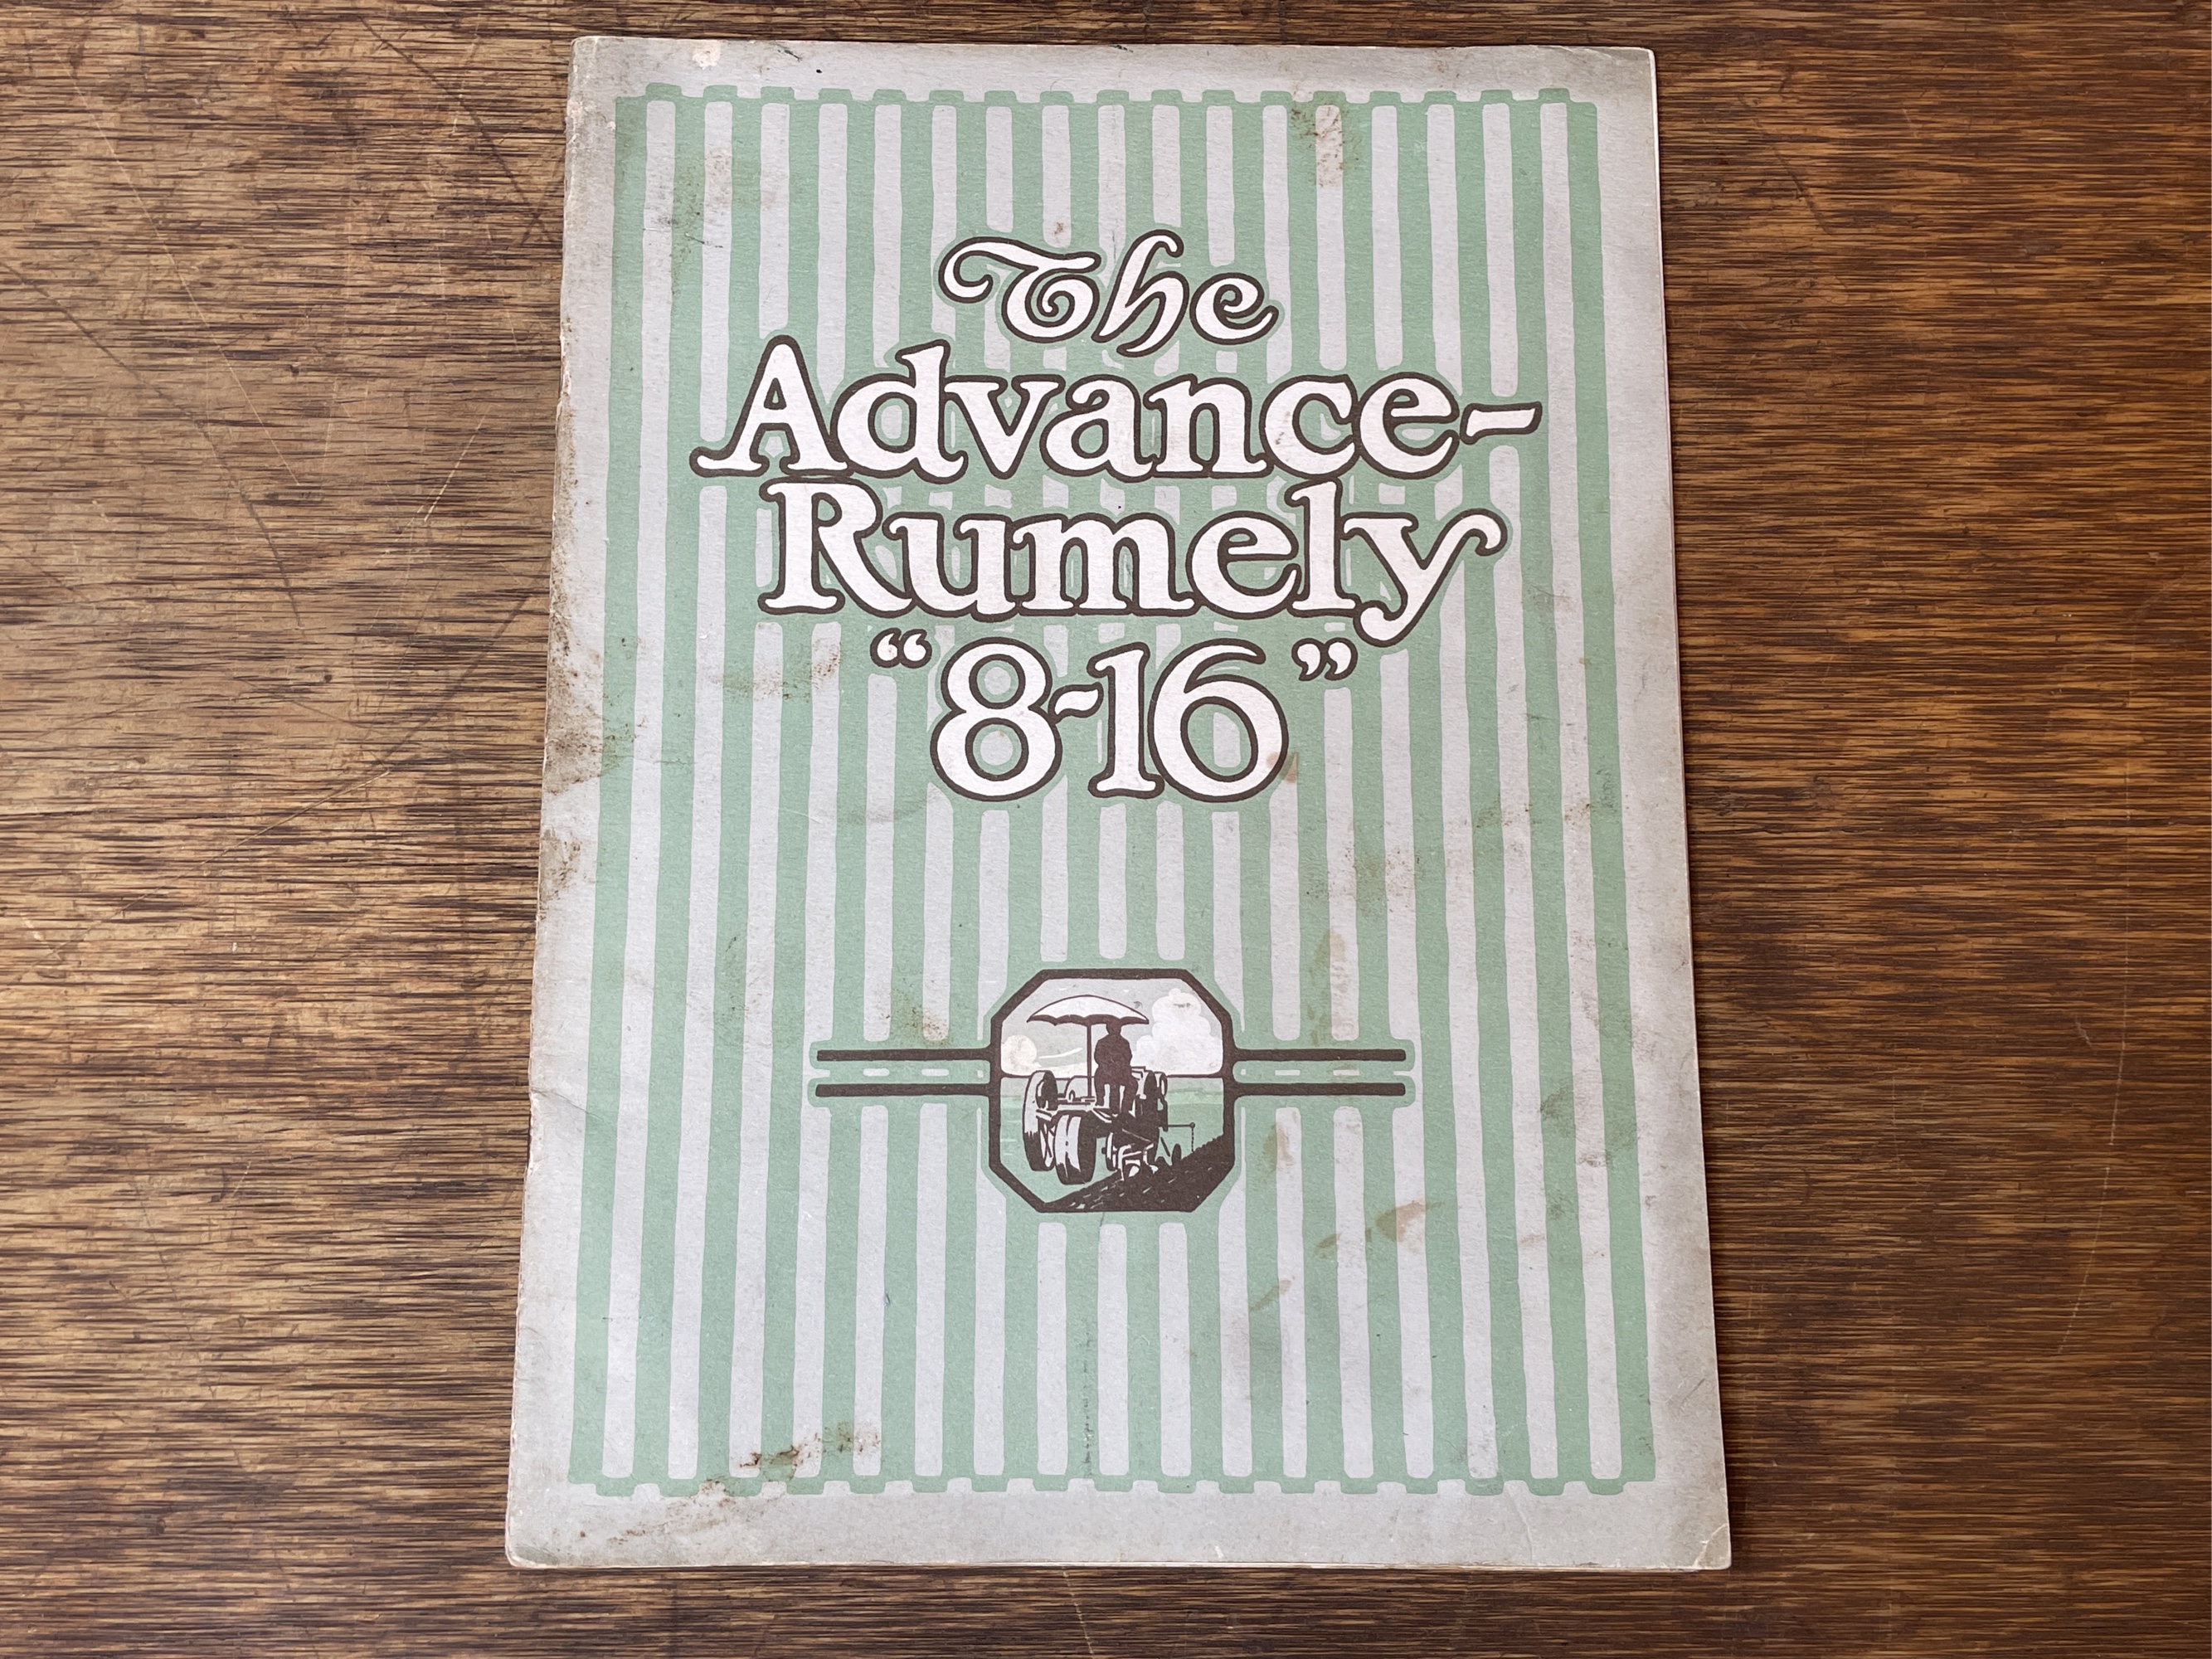 The
Advance-
Rumely
“8-16”